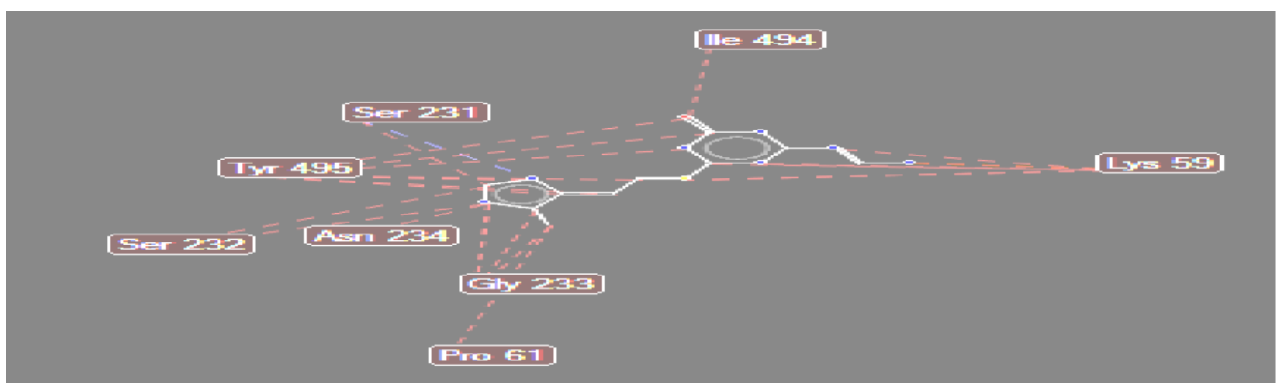 Ile 494
Ser 231
Tyr 495
Lys 59
Ser 232
Asn 234
Gly 233
Pro 61